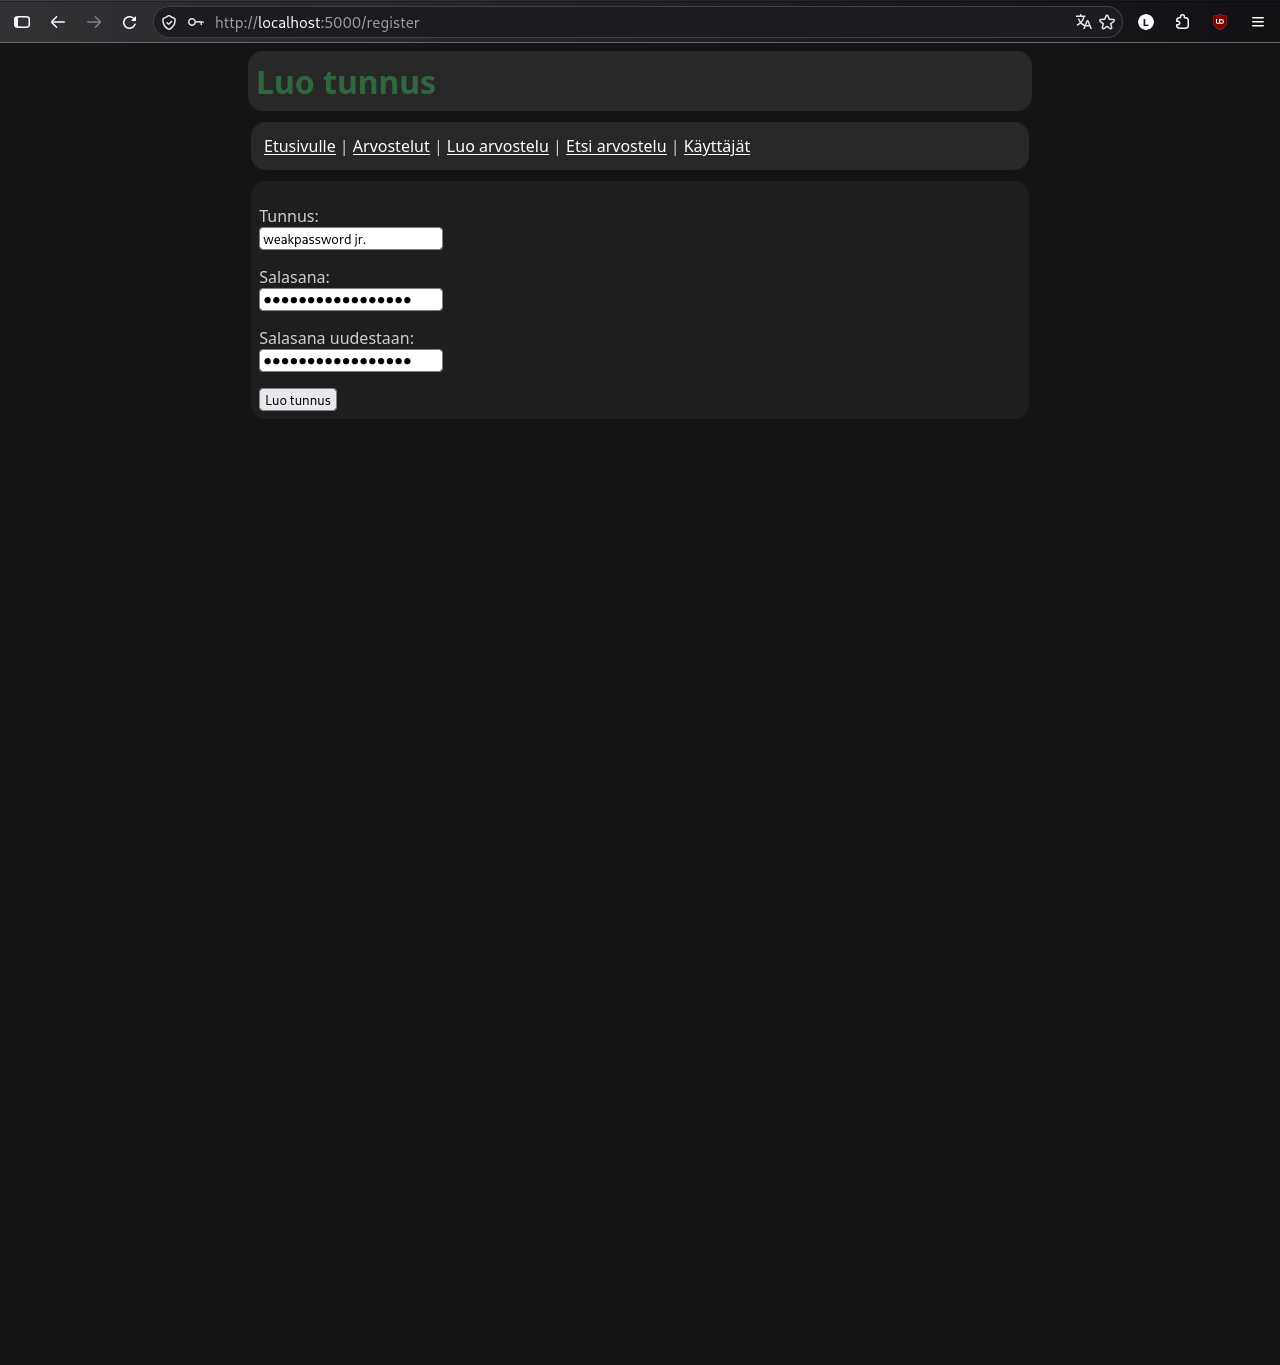 http://localhost:5000/register
L
Luo tunnus
Etusivulle | Arvostelut | Luo arvostelu | Etsi arvostelu | Käyttäjät
Tunnus:
weakpassword jr.
Salasana:
•••••••••••••••••
Salasana uudestaan:
•••••••••••••••••
Luo tunnus